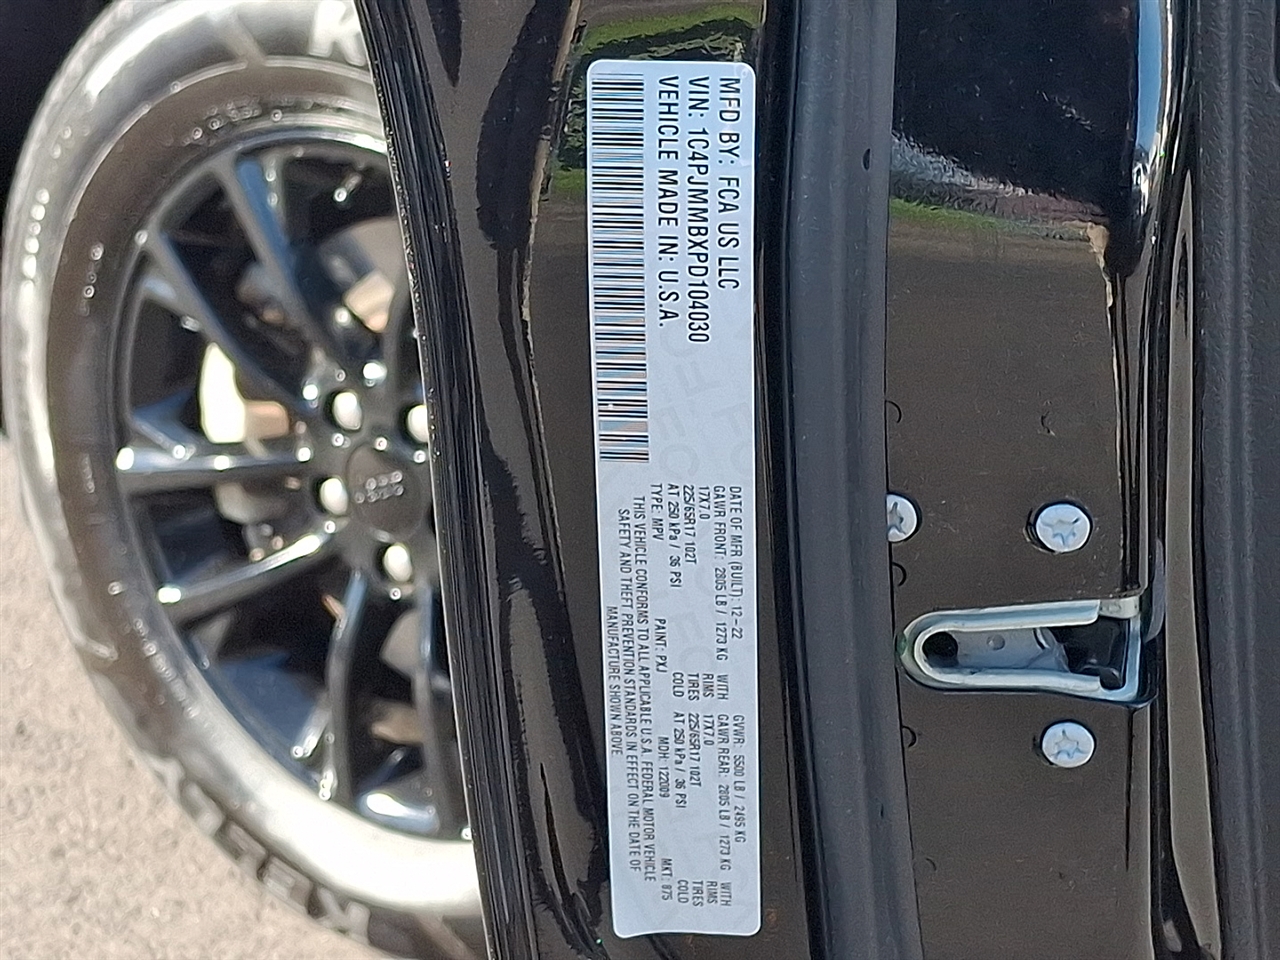 MFD BY: FCA US LLC
VIN: 1C4PJMMBXPD104030
VEHICLE MADE IN: U.S.A.
DATE OF MFR (BUILT): 12-22 GVWR: 5500 LB / 2495 KG
GAWR FRONT: 2805 LB / 1273 KG WITH GAWR REAR: 2805 LB / 1273 KG WITH
17X7.0 RIMS 17X7.0 RIMS
225/65R17 102T TIRES 225/65R17 102T TIRES
AT 250 kPa / 36 PSI COLD AT 250 kPa / 36 PSI COLD
TYPE: MPV PAINT: PXJ MDH: 122009 MKT: 875
THIS VEHICLE CONFORMS TO ALL APPLICABLE U.S.A. FEDERAL MOTOR VEHICLE
SAFETY AND THEFT PREVENTION STANDARDS IN EFFECT ON THE DATE OF
MANUFACTURE SHOWN ABOVE.